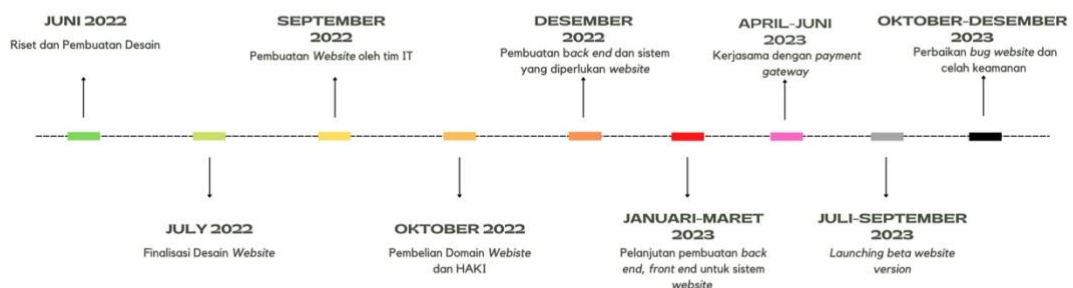 JUNI 2022
Riset dan Pembuatan Desain
SEPTEMBER
2022
Pembuatan Website oleh tim IT
DESEMBER
2022
Pembuatan back end dan sistem
yang diperlukan website
APRIL-JUNI
2023
Kerjasama dengan payment
gateway
OKTOBER-DESEMBER
2023
Perbaikan bug website dan
celah keamanan
JULY 2022
Finalisasi Desain Website
OKTOBER 2022
Pembelian Domain Webiste
dan HAKI
JANUARI-MARET
2023
Pelanjutan pembuatan back
end, front end untuk sistem
website
JULI-SEPTEMBER
2023
Launching beta website
version